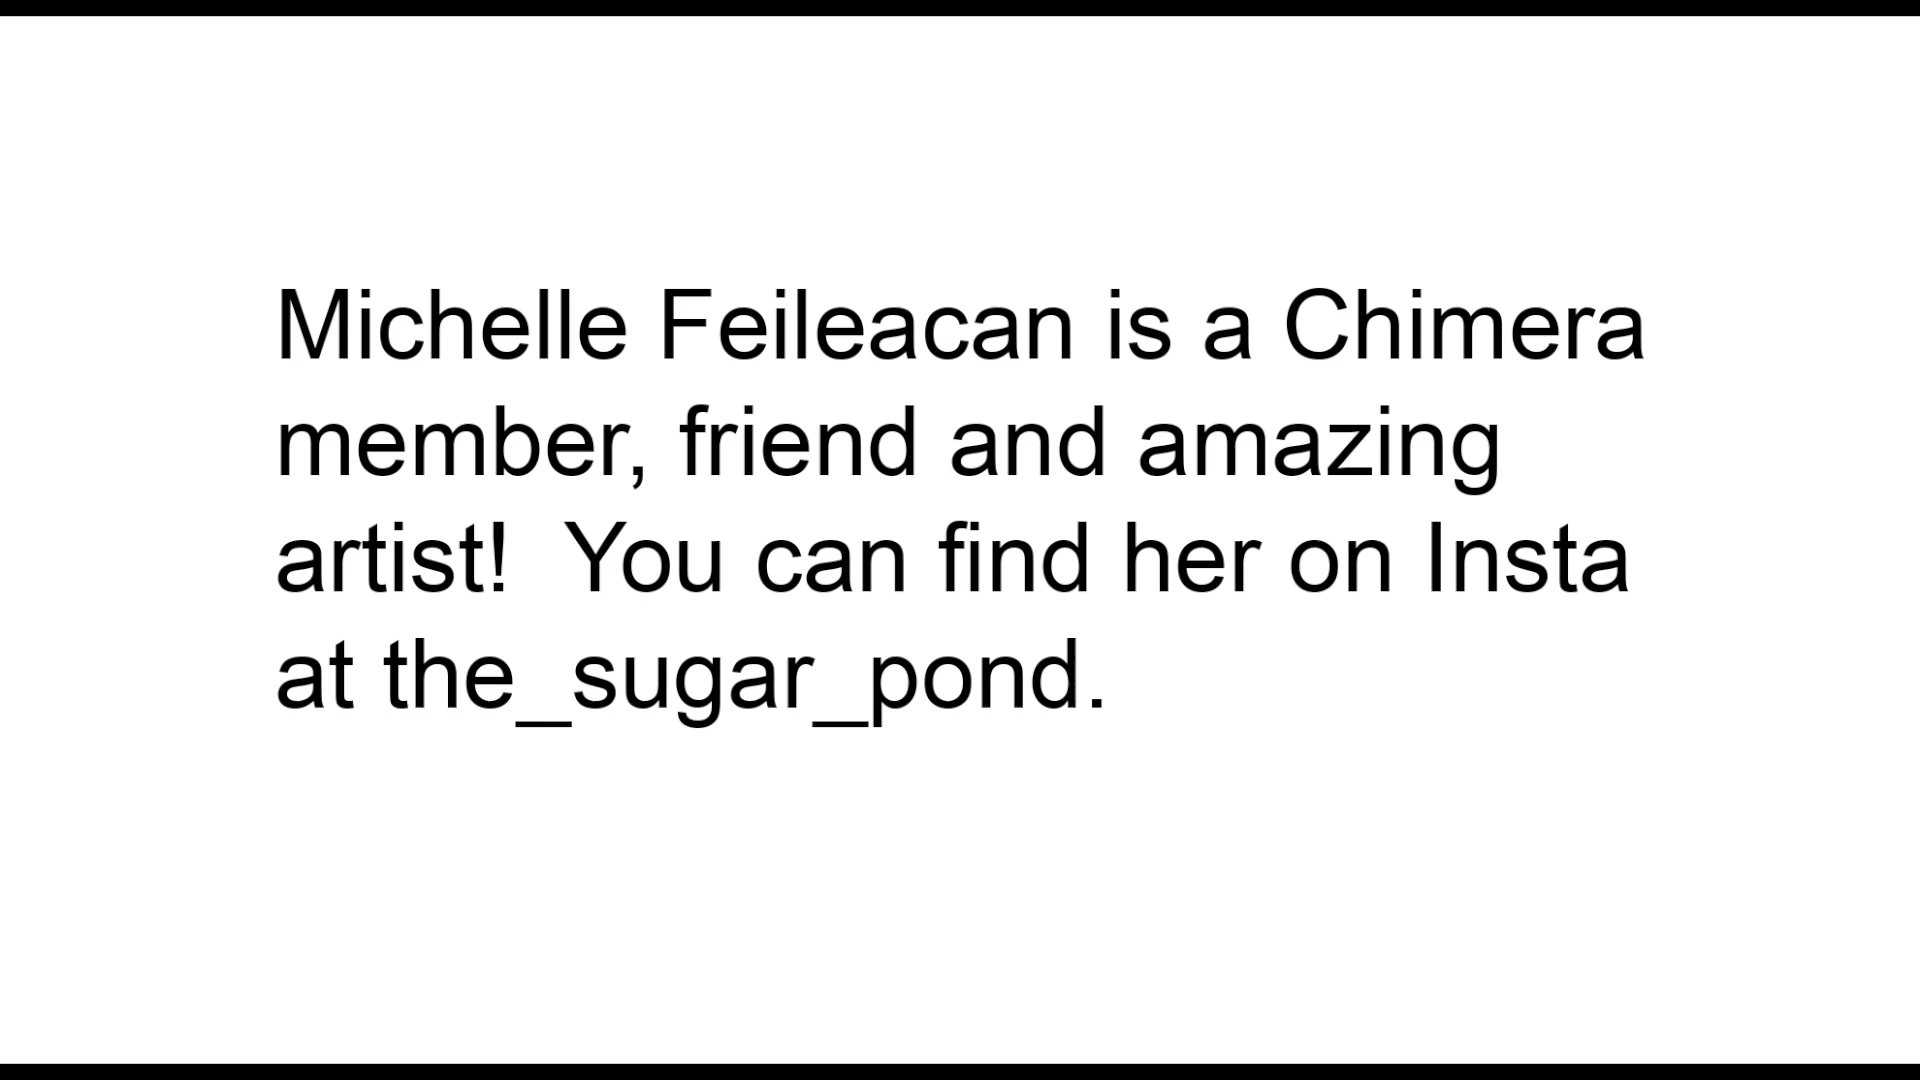 Michelle Feileacan is a Chimera
member, friend and amazing
artist!  You can find her on Insta
at the_sugar_pond.